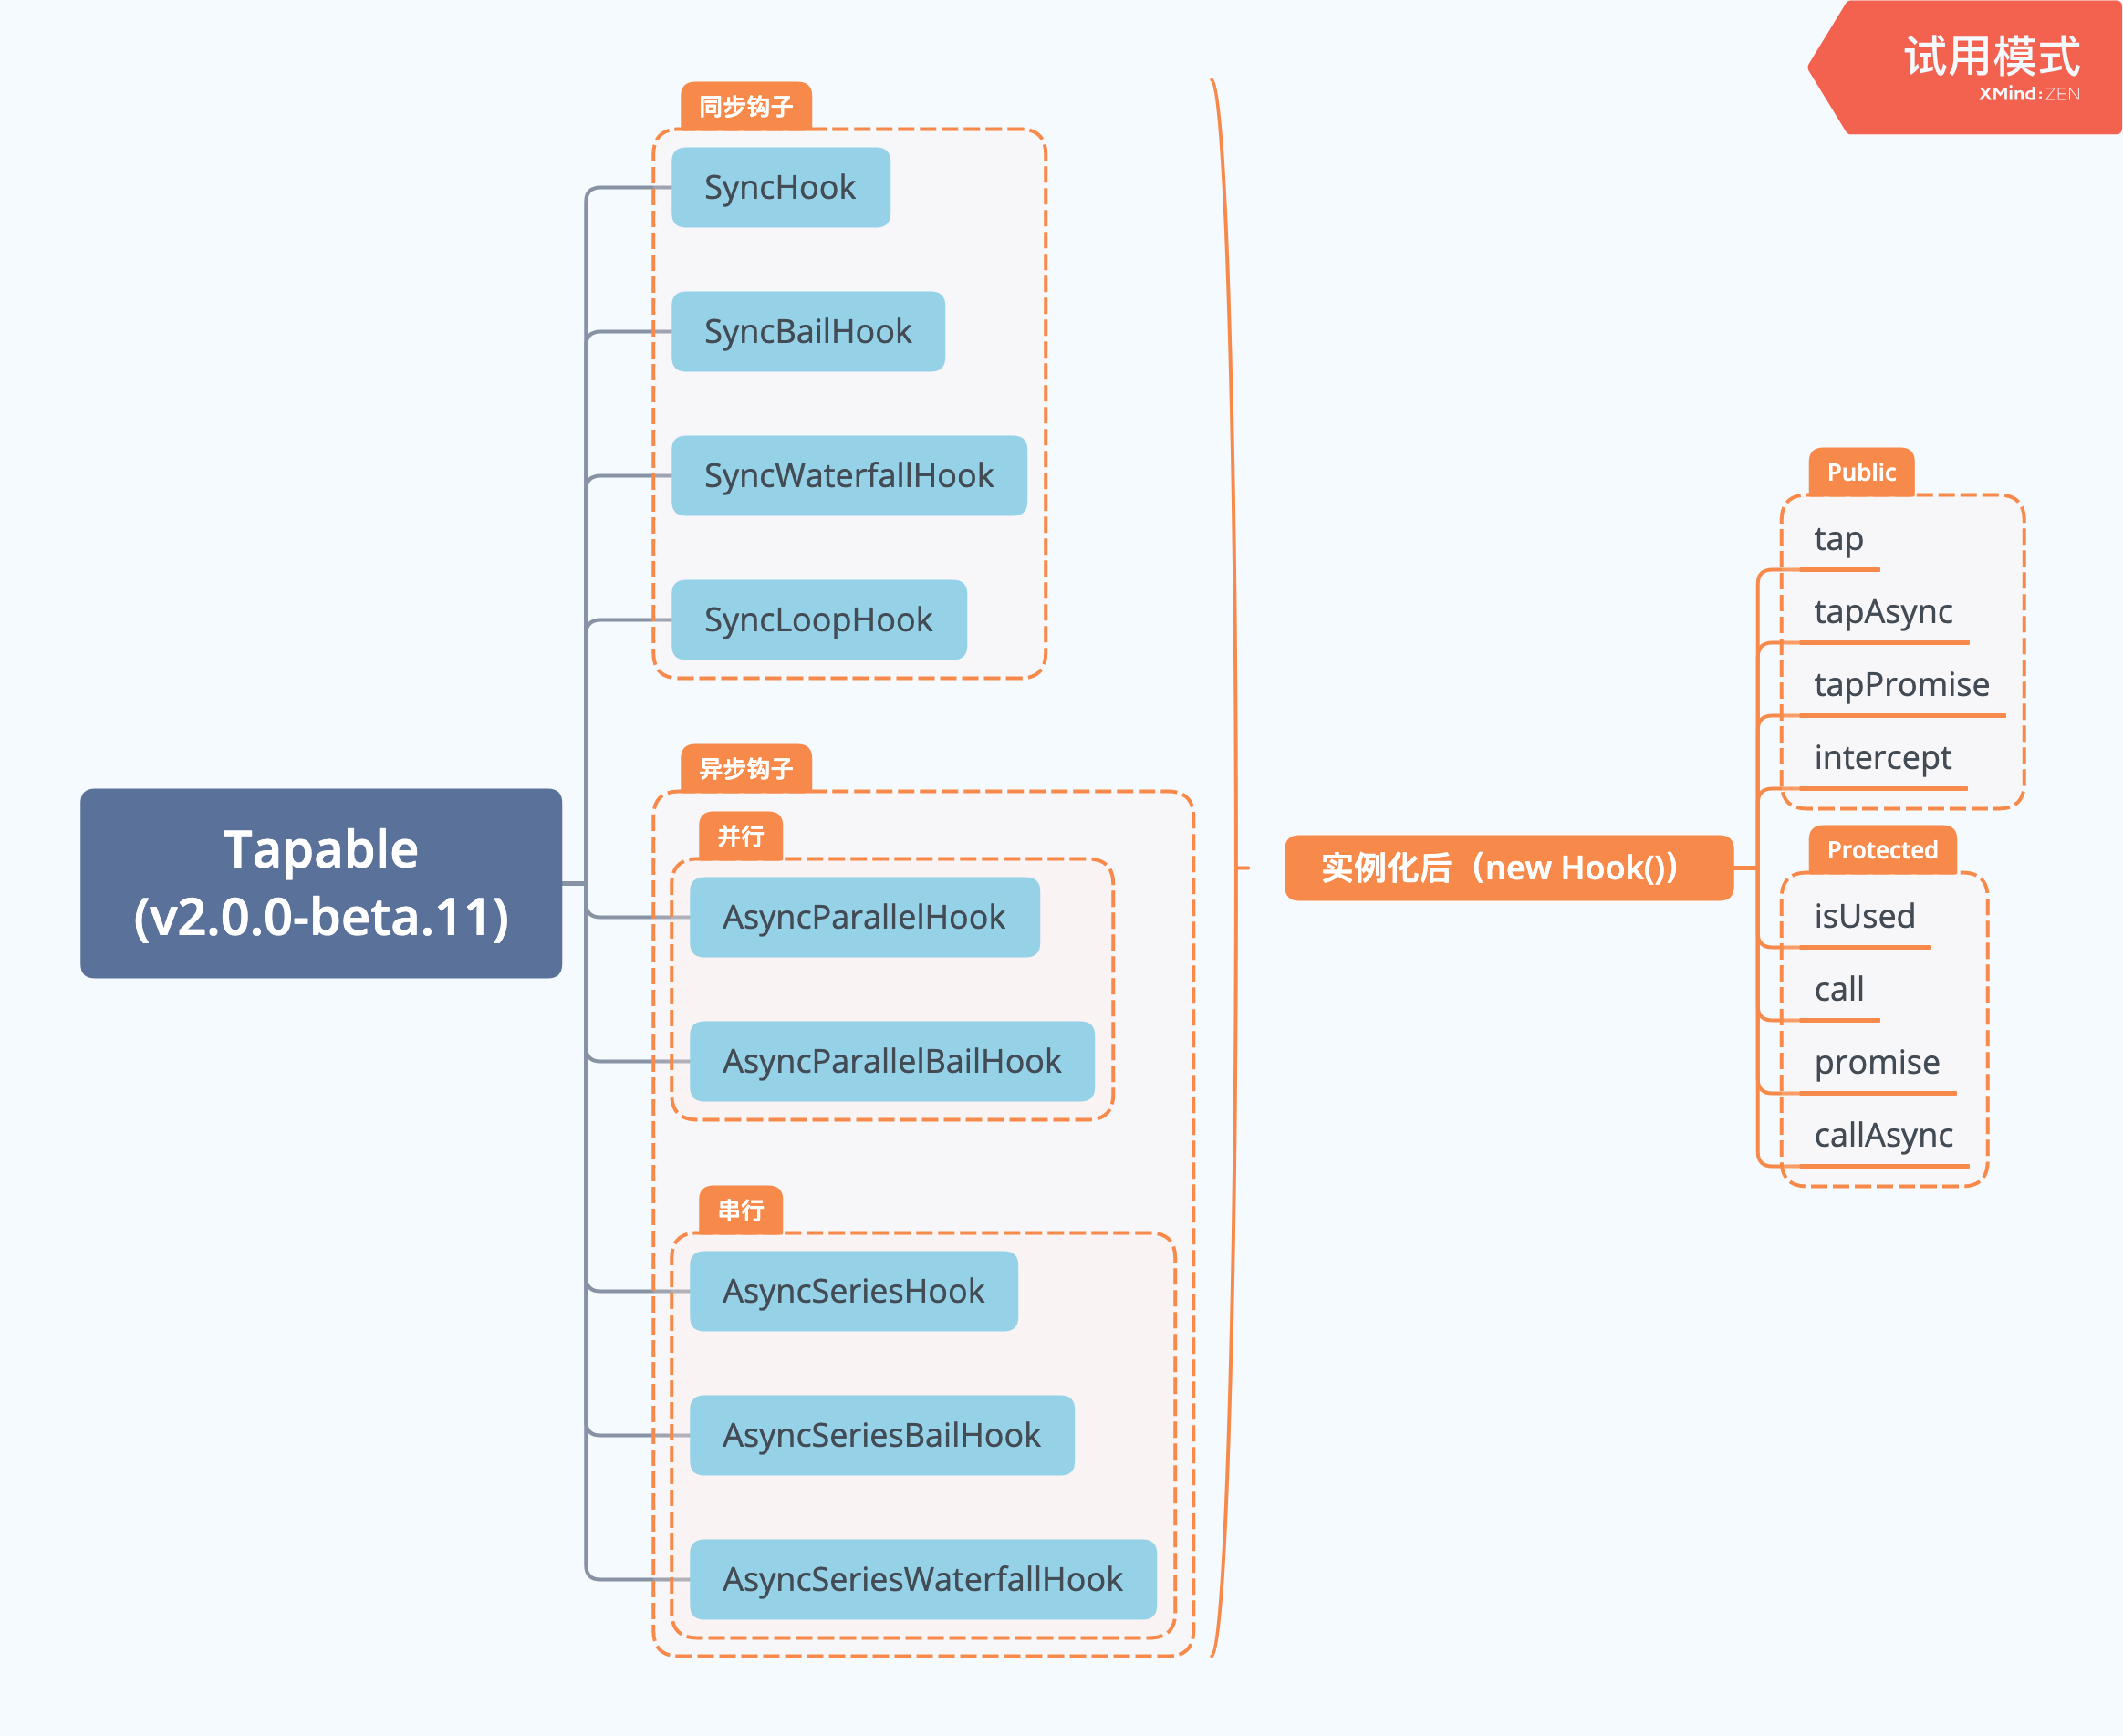 试用模式
XMind:ZEN
Tapable
(v2.0.0-beta.11)
同步钩子
SyncHook
SyncBailHook
SyncWaterfallHook
SyncLoopHook
异步钩子
并行
AsyncParallelHook
AsyncParallelBailHook
串行
AsyncSeriesHook
AsyncSeriesBailHook
AsyncSeriesWaterfallHook
实例化后（new Hook()）
Public
tap
tapAsync
tapPromise
intercept
Protected
isUsed
call
promise
callAsync